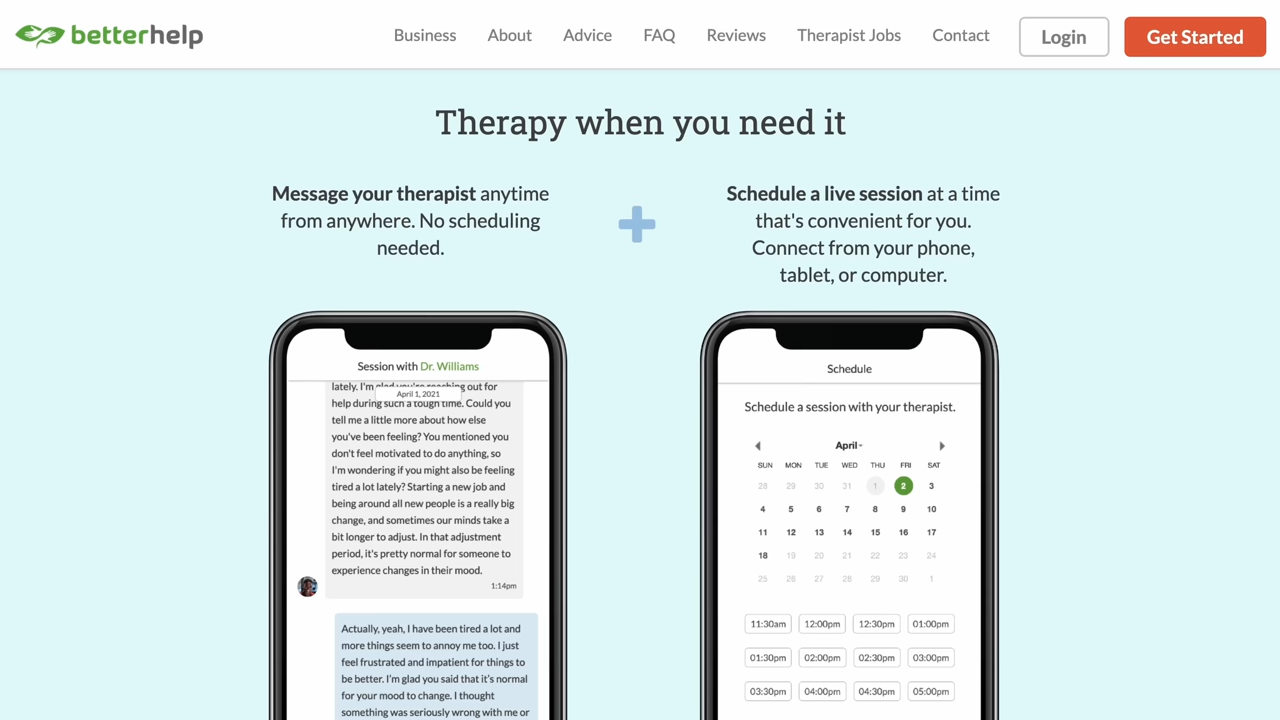 betterhelp
Business About Advice FAQ Reviews Therapist Jobs Contact Login Get Started
Therapy when you need it
Message your therapist anytime
from anywhere. No scheduling
needed.
Schedule a live session at a time
that's convenient for you.
Connect from your phone,
tablet, or computer.
Session with Dr. Williams
lately. I'm glad you're reaching out for
April 1, 2021
help during such a tough time. Could you
tell me a little more about how else
you've been feeling? You mentioned you
don't feel motivated to do anything, so
I'm wondering if you might also be feeling
tired a lot lately? Starting a new job and
being around all new people is a really big
change, and sometimes our minds take a
bit longer to adjust. In that adjustment
period, it's pretty normal for someone to
experience changes in their mood.
1:14pm
Actually, yeah, I have been tired a lot and
more things seem to annoy me too. I just
feel frustrated and impatient for things to
be better. I'm glad you said that it's normal
for your mood to change. I thought
something was seriously wrong with me or
Schedule
Schedule a session with your therapist.
April
SUN MON TUE WED THU FRI SAT
28 29 30 31 1 2 3
4 5 6 7 8 9 10
11 12 13 14 15 16 17
18 19 20 21 22 23 24
25 26 27 28 29 30 1
11:30am 12:00pm 12:30pm 01:00pm
01:30pm 02:00pm 02:30pm 03:00pm
03:30pm 04:00pm 04:30pm 05:00pm